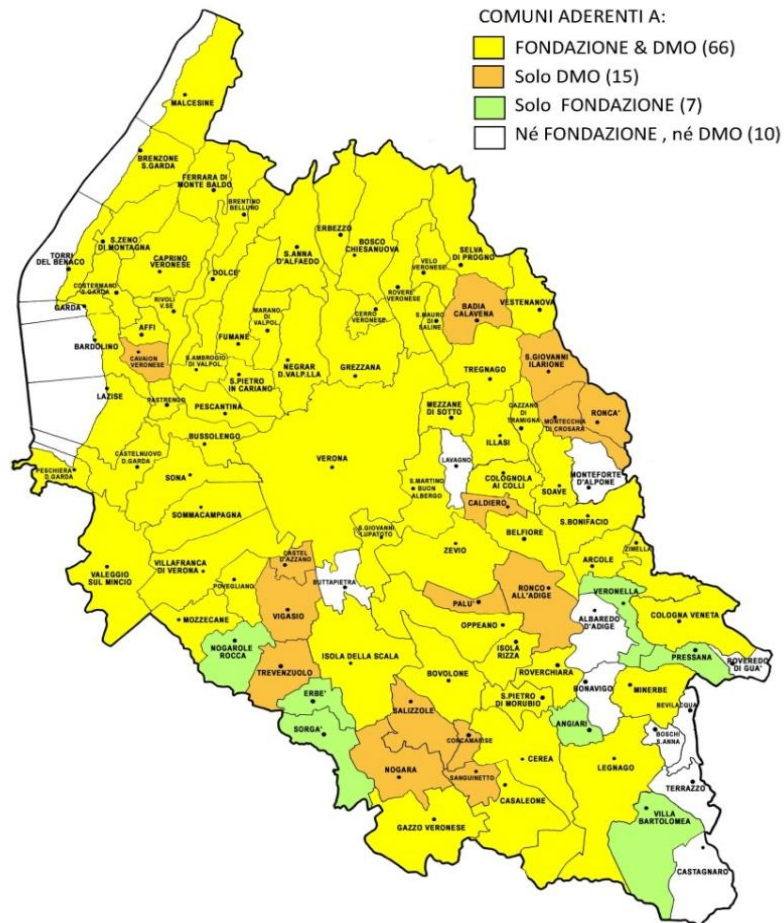 COMUNI ADERENTI A:
FONDAZIONE & DMO (66)
Solo DMO (15)
Solo FONDAZIONE (7)
Né FONDAZIONE , né DMO (10)
MALCESINE
BRENZONE
S.GARDA
FERRARA DI
MONTE BALDO
BRENTINO
BELLUNO
TORRI
DEL BENACO
S.ZENO
DI MONTAGNA
CAPRINO
VERONESE
DOLCE'
S.ANNA
D'ALFAEDO
ERBEZZO
BOSCO
CHIESANUOVA
VELO
VERONESE
SELVA
DI PROGNO
COSTERMANO
S.GARDA
RIVOLI
V.SE
GARDA
AFFI
FUMANE
MARANO
DI
VALPOL.
CERRO
VERONESE
ROVERE'
VERONESE
S.MAURO
DI
SALINE
BADIA
CALAVENA
VESTENANOVA
BARDOLINO
CAVAION
VERONESE
S.AMBROGIO
DI VALPOL.
S.PIETRO
IN CARIANO
NEGRAR
D.VALP.LLA
GREZZANA
TREGNAGO
S.GIOVANNI
ILARIONE
LAZISE
PASTRENGO
PESCANTINA
MEZZANE
DI SOTTO
CAZZANO
DI
TRAMIGNA
MONTECCHIA
DI CROSARA
RONCA'
BUSSOLENGO
ILLASI
PESCHIERA
D.GARDA
CASTELNUOVO
D.GARDA
SONA
VERONA
LAVAGNO
S.MARTINO
BUON
ALBERGO
COLOGNOLA
AI COLLI
SOAVE
MONTEFORTE
D'ALPONE
SOMMACAMPAGNA
CALDIERO
S.BONIFACIO
S.GIOVANNI
LUPATOTO
ZEVIO
BELFIORE
ZIMELLA
VALEGGIO
SUL MINCIO
VILLAFRANCA
DI VERONA
CASTEL
D'AZZANO
BUTTAPIETRA
ARCOLE
POVEGLIANO
VIGASIO
PALU'
RONCO
ALL'ADIGE
VERONELLA
MOZZECANE
OPPEANO
ALBAREDO
D'ADIGE
COLOGNA VENETA
NOGAROLE
ROCCA
ISOLA DELLA SCALA
ISOLA
RIZZA
PRESSANA
TREVENZUOLO
BOVOLONE
ROVERCHIARA
ROVEREDO
DI GUA'
ERBE'
S.PIETRO
DI MORUBIO
BONAVIGO
MINERBE
SALIZZOLE
BEVILACQUA
SORGA'
ANGIARI
CONCAMARISE
BOSCHI
S.ANNA
CEREA
LEGNAGO
NOGARA
SANGUINETTO
TERRAZZO
CASALEONE
VILLA
BARTOLOMEA
GAZZO VERONESE
CASTAGNARO